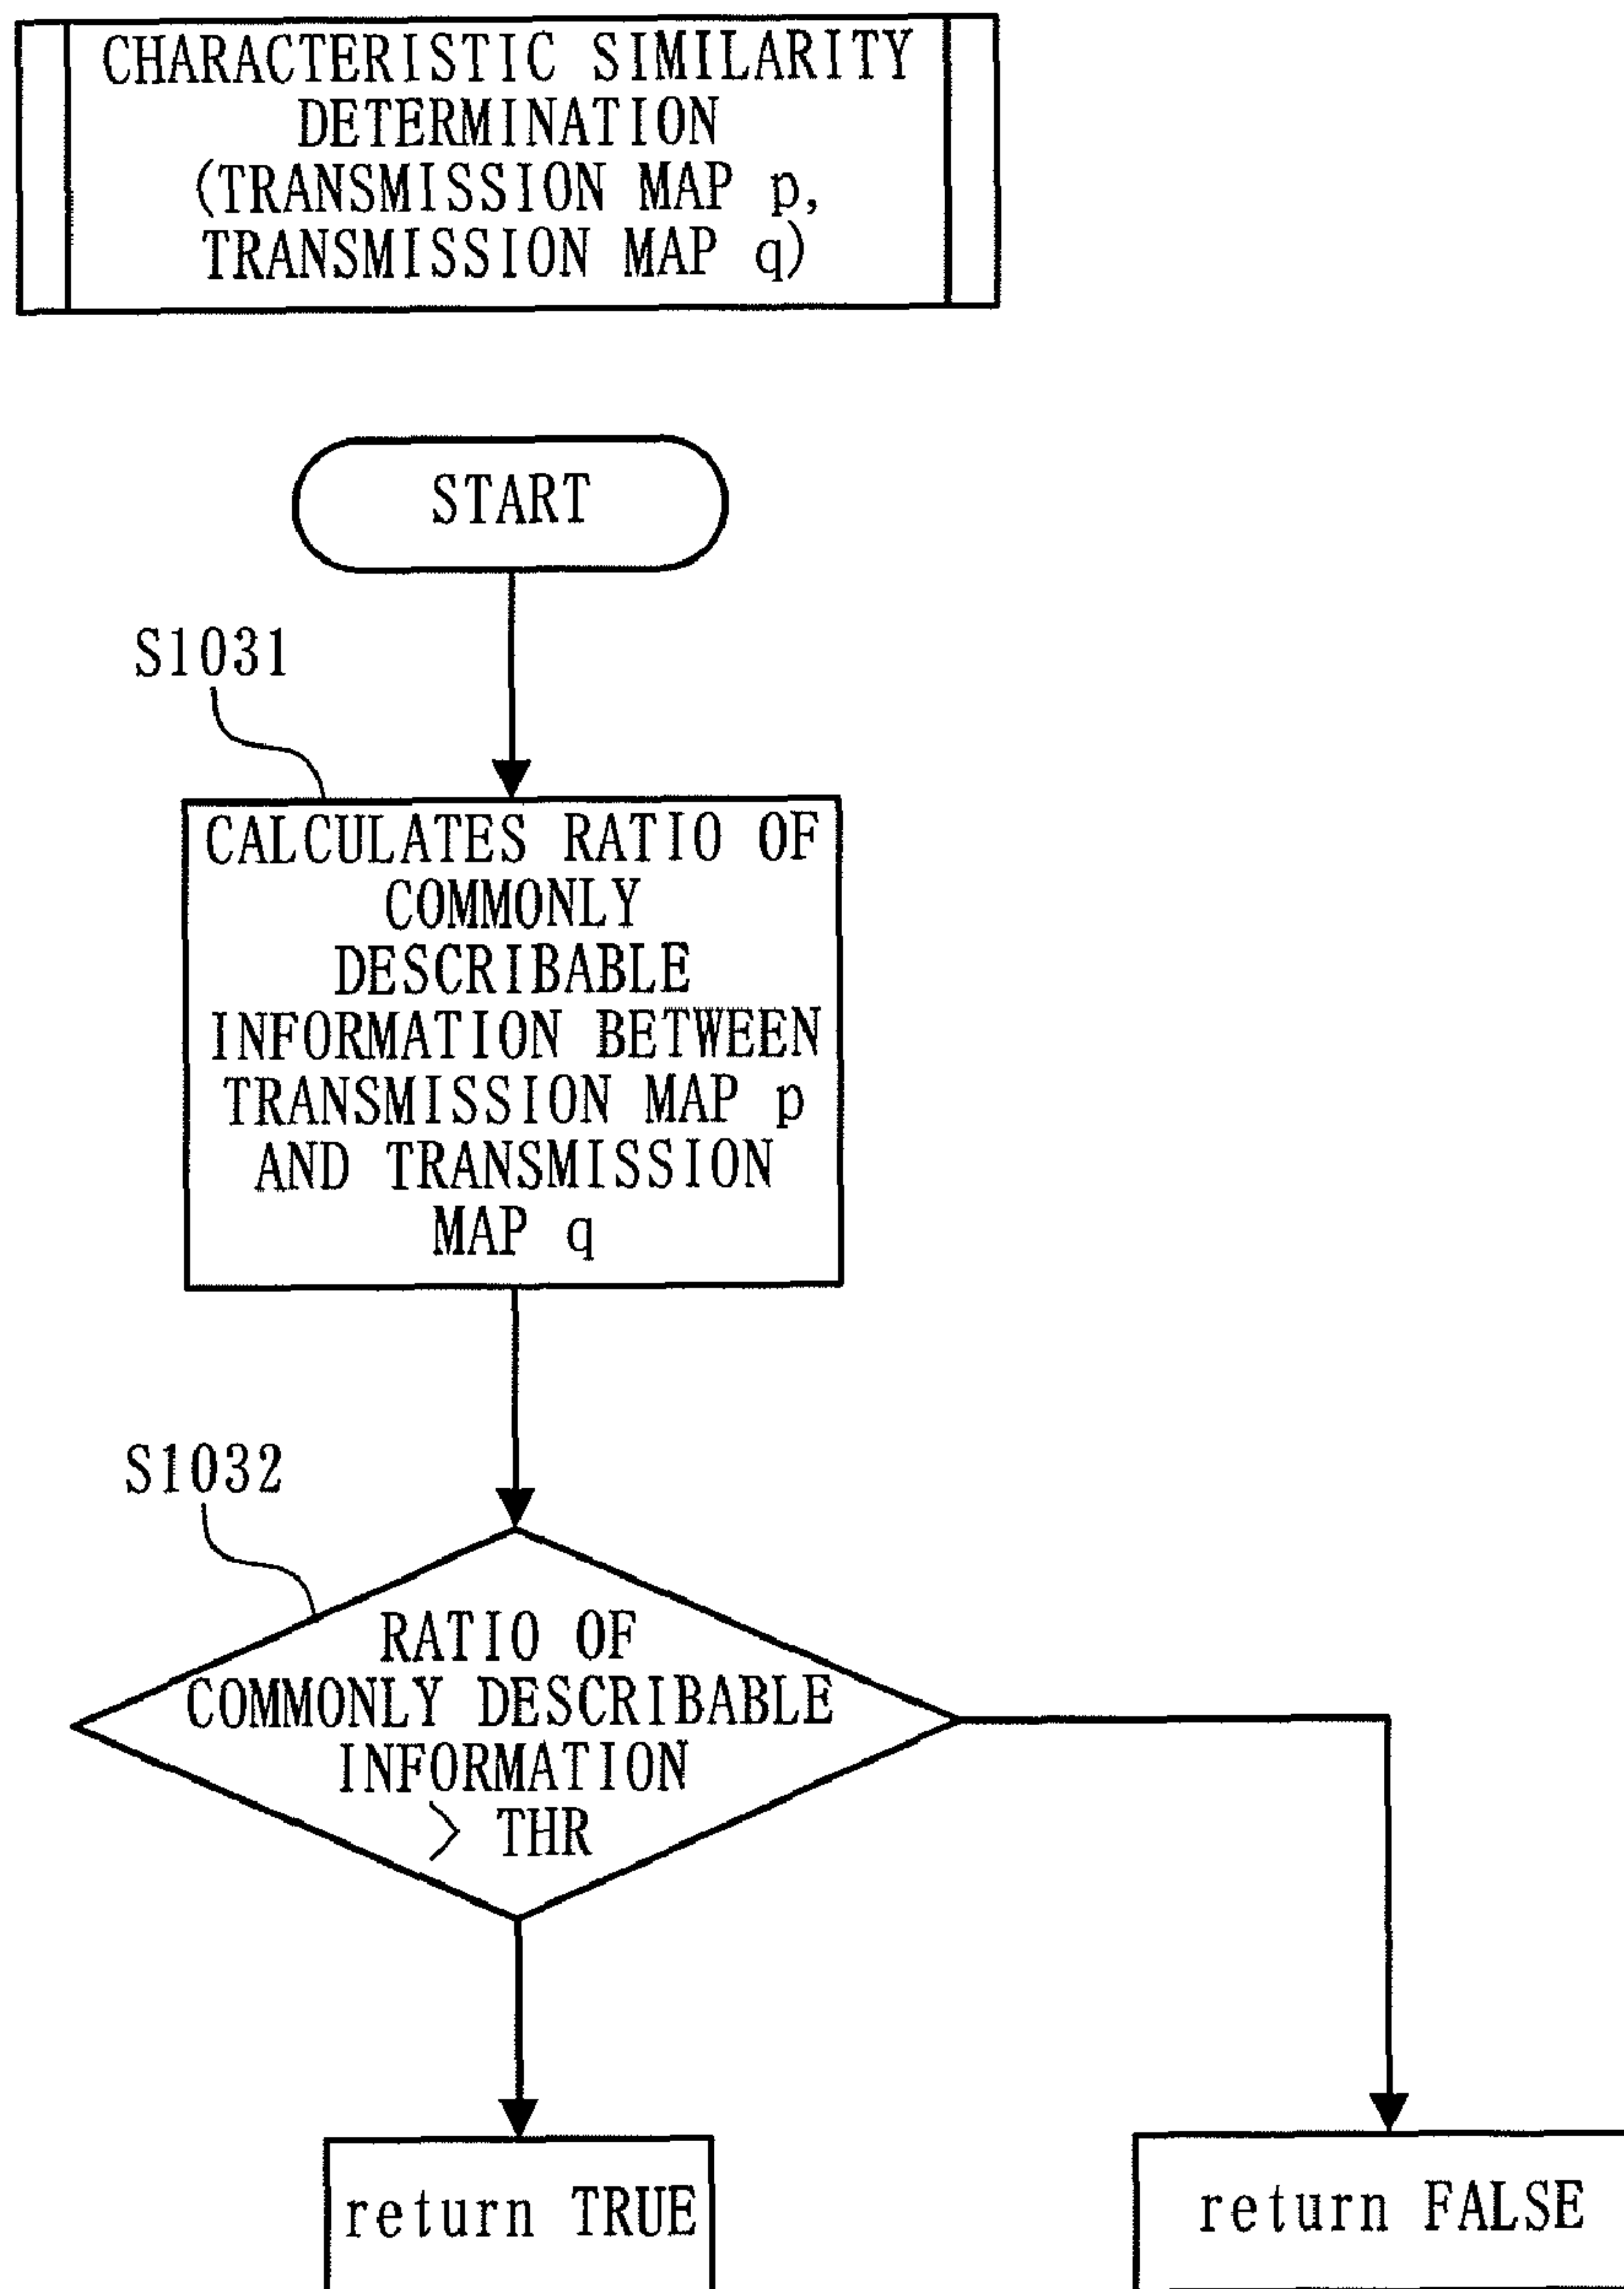 CHARACTERISTIC SIMILARITY
DETERMINATION
(TRANSMISSION MAP p,
TRANSMISSION MAP q)
START
S1031
CALCULATES RATIO OF
COMMONLY
DESCRIBABLE
INFORMATION BETWEEN
TRANSMISSION MAP p
AND TRANSMISSION
MAP q
S1032
RATIO OF
COMMONLY DESCRIBABLE
INFORMATION
> THR
return TRUE
return FALSE